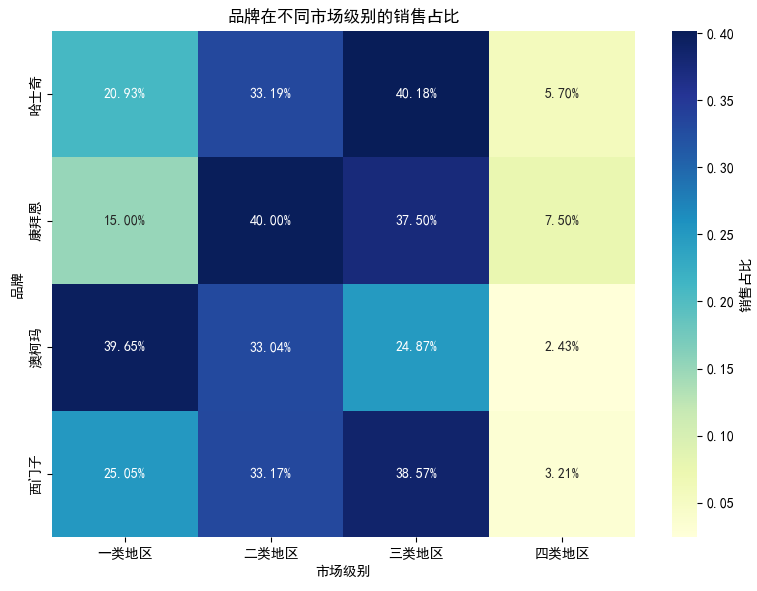 品牌在不同市场级别的销售占比
品牌
哈士奇 20.93% 33.19% 40.18% 5.70%
康拜恩 15.00% 40.00% 37.50% 7.50%
澳柯玛 39.65% 33.04% 24.87% 2.43%
西门子 25.05% 33.17% 38.57% 3.21%
一类地区 二类地区 三类地区 四类地区
市场级别
0.40
0.35
0.30
0.25
0.20
0.15
0.10
0.05
销售占比